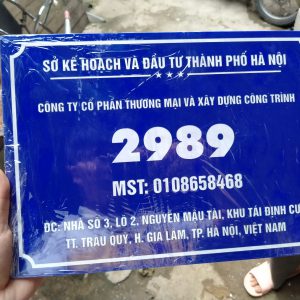 SỞ KẾ HOẠCH VÀ ĐẦU TƯ THÀNH PHỐ HÀ NỘI
CÔNG TY CỔ PHẦN THƯƠNG MẠI VÀ XÂY DỰNG CÔNG TRÌNH
2989
MST: 0108658468
ĐC: NHÀ SỐ 3, LÔ 2, NGUYỄN MẬU TÀI, KHU TÁI ĐỊNH CƯ
TT. TRÂU QUỲ, H. GIA LÂM, TP. HÀ NỘI, VIỆT NAM